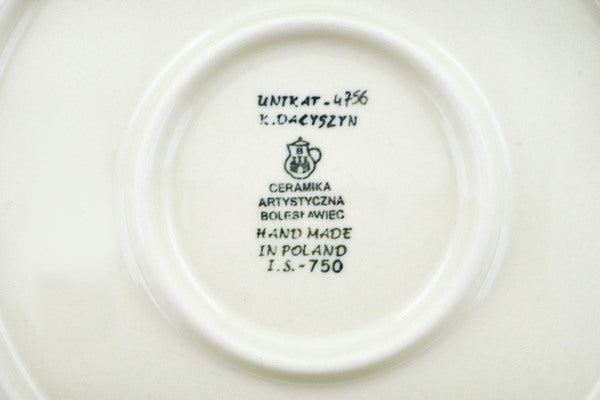 UNIKAT-4756
K.DACYSZYN
B
CERAMIKA
ARTYSTYCZNA
BOLESŁAWIEC
HAND MADE
IN POLAND
I.S.-750